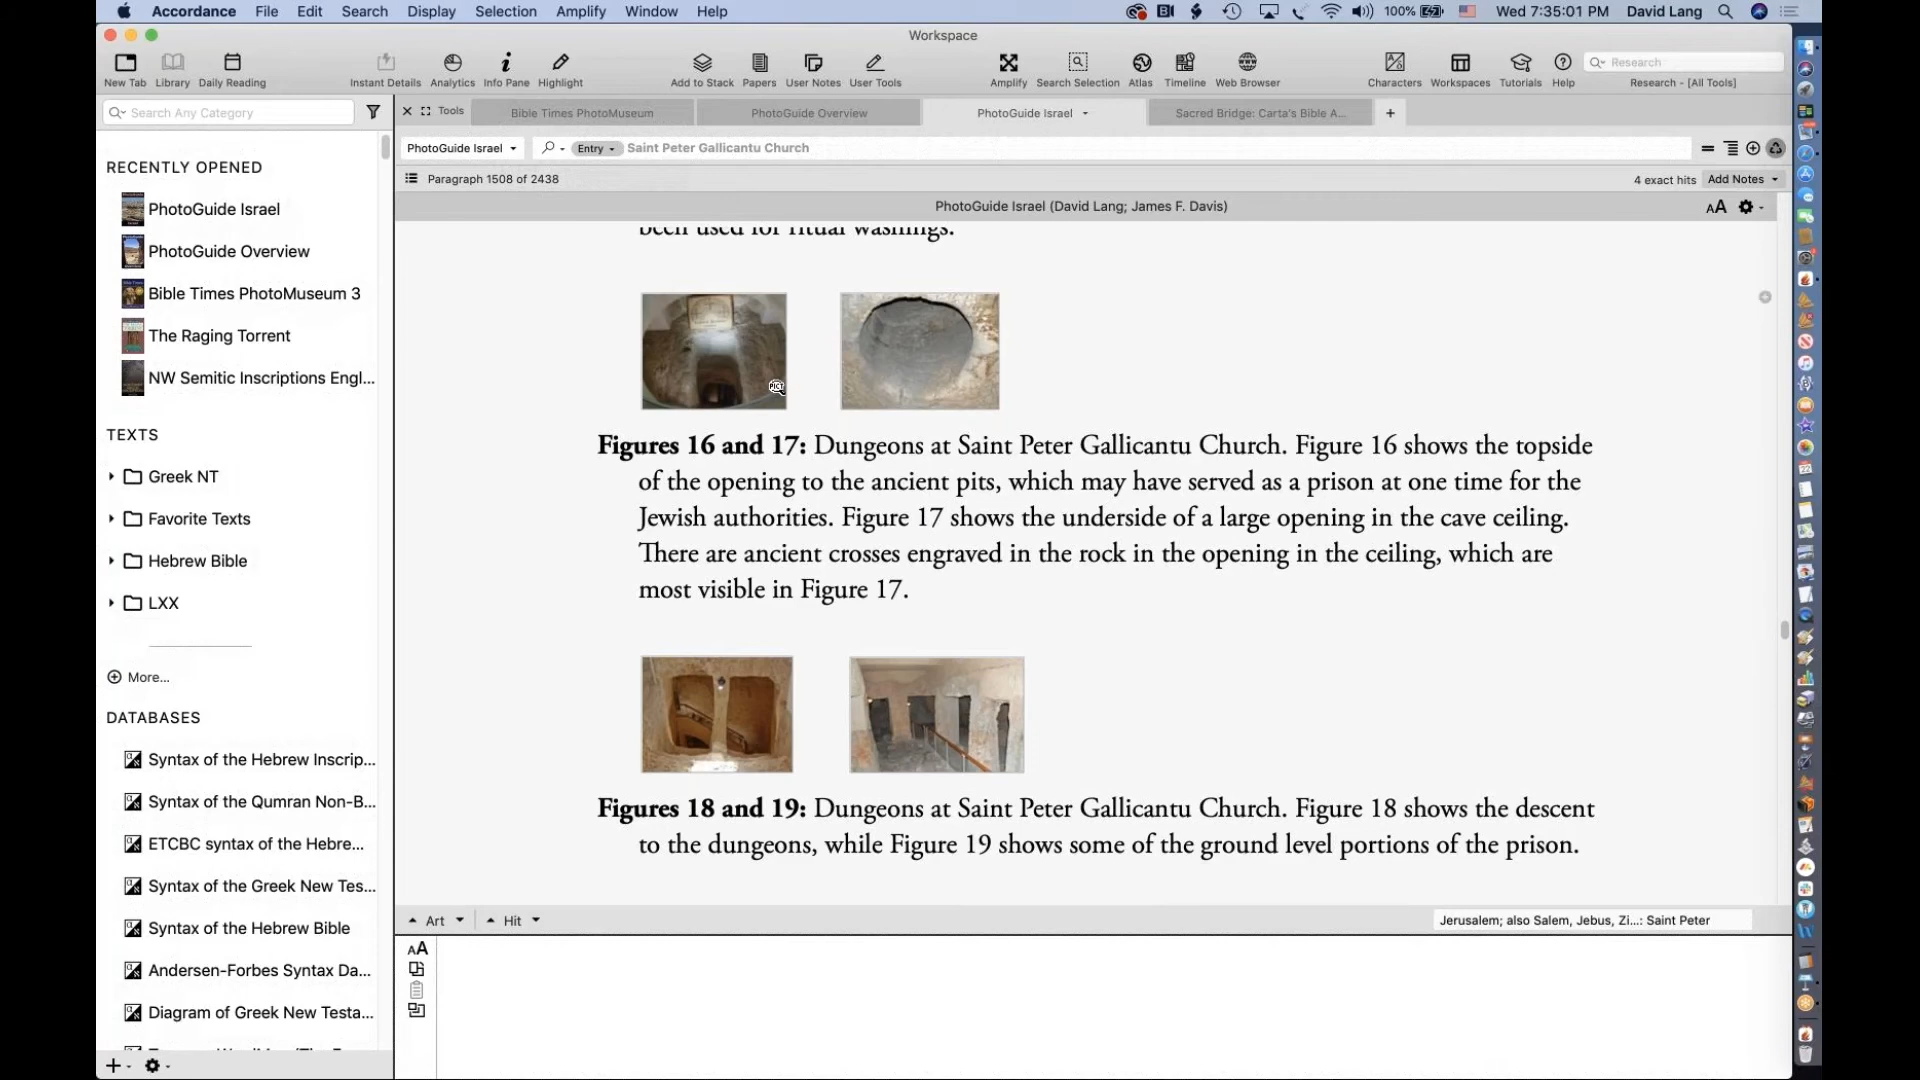 Accordance File Edit Search Display Selection Amplify Window Help 100% Wed 7:35:01 PM David Lang
Workspace
New Tab Library Daily Reading Instant Details Analytics Info Pane Highlight Add to Stack Papers User Notes User Tools Amplify Search Selection Atlas Timeline Web Browser Characters Workspaces Tutorials Help Research
Research - [All Tools]
Search Any Category
Tools Bible Times PhotoMuseum PhotoGuide Overview PhotoGuide Israel Sacred Bridge: Carta's Bible A...
PhotoGuide Israel Entry Saint Peter Gallicantu Church
Paragraph 1508 of 2438 4 exact hits Add Notes
PhotoGuide Israel (David Lang; James F. Davis)
RECENTLY OPENED
PhotoGuide Israel
PhotoGuide Overview
Bible Times PhotoMuseum 3
The Raging Torrent
NW Semitic Inscriptions Engl...
TEXTS
Greek NT
Favorite Texts
Hebrew Bible
LXX
More...
DATABASES
Syntax of the Hebrew Inscrip...
Syntax of the Qumran Non-B...
ETCBC syntax of the Hebre...
Syntax of the Greek New Tes...
Syntax of the Hebrew Bible
Andersen-Forbes Syntax Da...
Diagram of Greek New Testa...
been used for ritual washings.
PICT
Figures 16 and 17: Dungeons at Saint Peter Gallicantu Church. Figure 16 shows the topside
of the opening to the ancient pits, which may have served as a prison at one time for the
Jewish authorities. Figure 17 shows the underside of a large opening in the cave ceiling.
There are ancient crosses engraved in the rock in the opening in the ceiling, which are
most visible in Figure 17.
Figures 18 and 19: Dungeons at Saint Peter Gallicantu Church. Figure 18 shows the descent
to the dungeons, while Figure 19 shows some of the ground level portions of the prison.
Art Hit Jerusalem; also Salem, Jebus, Zi...: Saint Peter